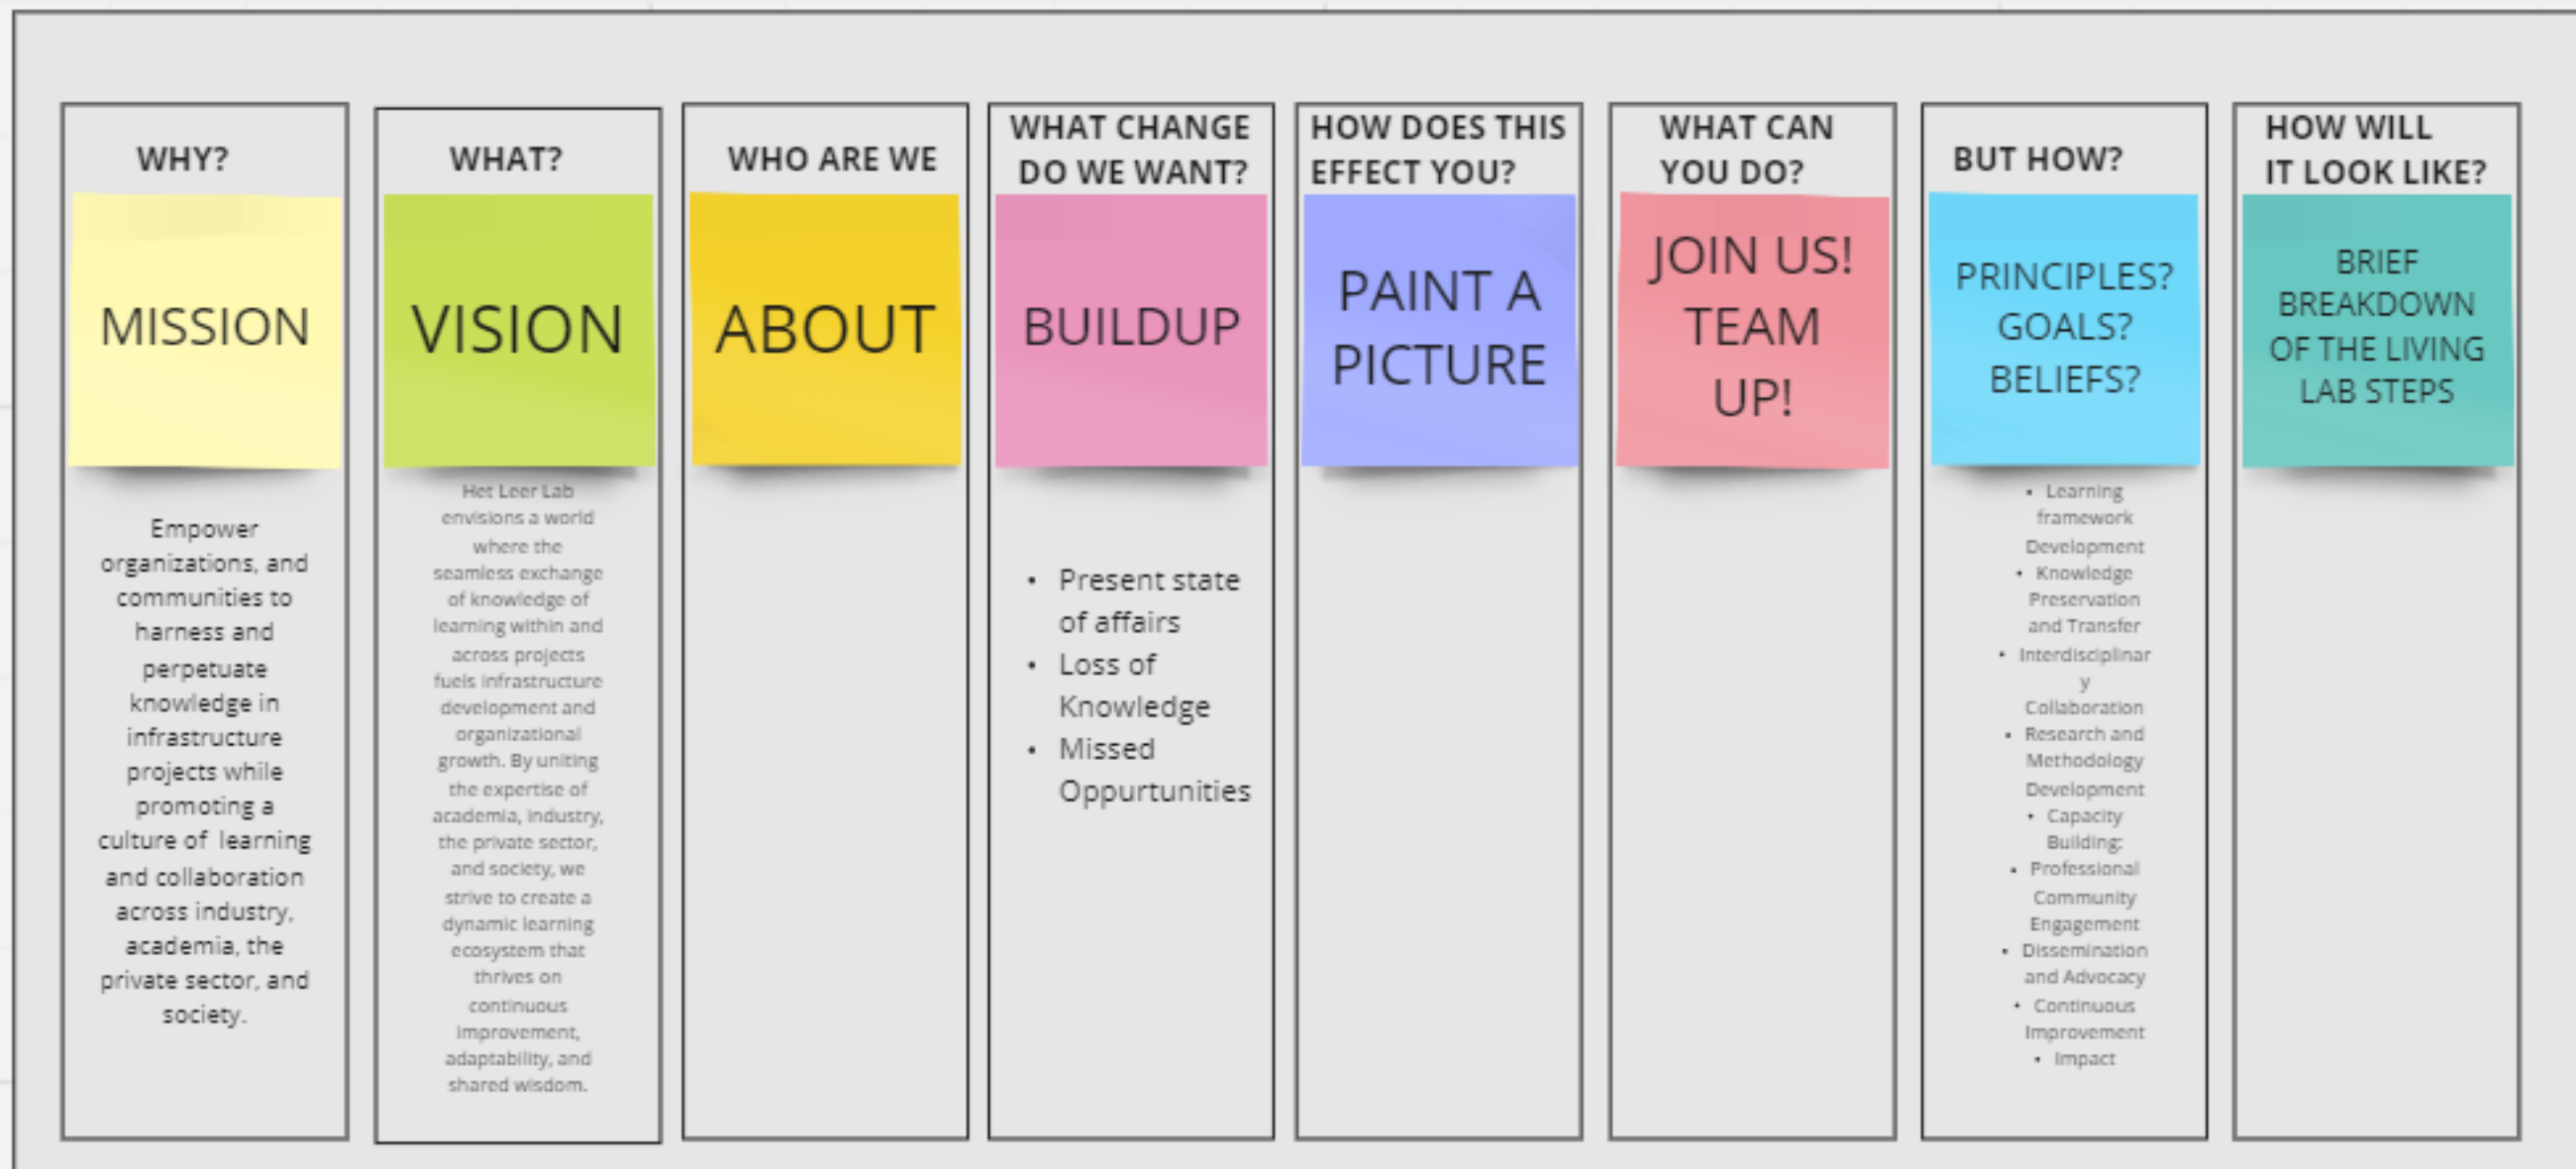 WHY?
MISSION
Empower
organizations, and
communities to
harness and
perpetuate
knowledge in
infrastructure
projects while
promoting a
culture of learning
and collaboration
across industry,
academia, the
private sector, and
society.
WHAT?
VISION
Het Leer Lab
envisions a world
where the
seamless exchange
of knowledge of
learning within and
across projects
fuels infrastructure
development and
organizational
growth. By uniting
the expertise of
academia, industry,
the private sector,
and society, we
strive to create a
dynamic learning
ecosystem that
thrives on
continuous
improvement,
adaptability, and
shared wisdom.
WHO ARE WE
ABOUT
WHAT CHANGE
DO WE WANT?
BUILDUP
• Present state
of affairs
• Loss of
Knowledge
• Missed
Oppurtunities
HOW DOES THIS
EFFECT YOU?
PAINT A
PICTURE
WHAT CAN
YOU DO?
JOIN US!
TEAM
UP!
BUT HOW?
PRINCIPLES?
GOALS?
BELIEFS?
• Learning
framework
Development
• Knowledge
Preservation
and Transfer
• Interdisciplinar
y
Collaboration
• Research and
Methodology
Development
• Capacity
Building:
• Professional
Community
Engagement
• Dissemination
and Advocacy
• Continuous
Improvement
• Impact
HOW WILL
IT LOOK LIKE?
BRIEF
BREAKDOWN
OF THE LIVING
LAB STEPS